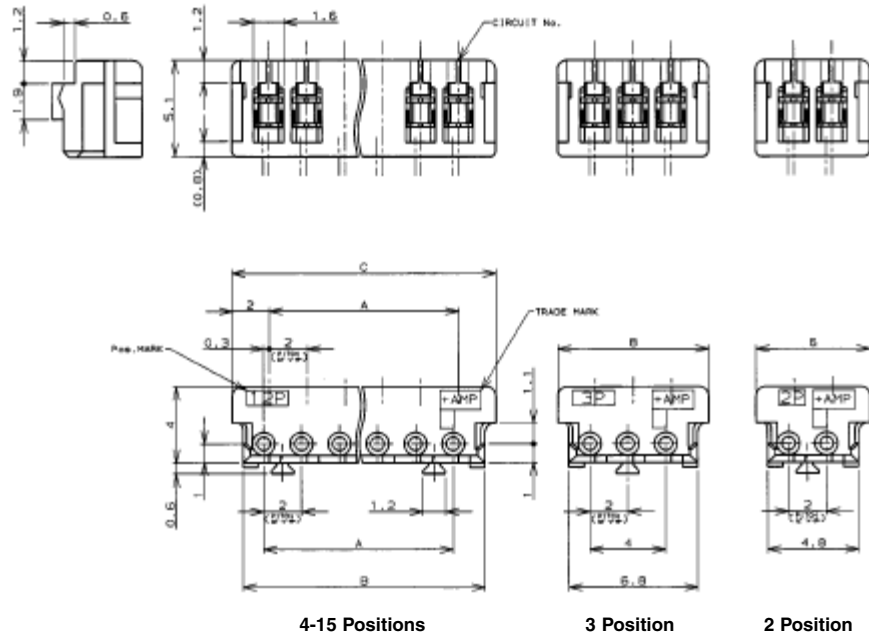 1.2
0.6
1.9
1.2
1.6
CIRCUIT No.
5.1
(0.8)
C
2
A
TRADE MARK
0.3
2
Pos.MARK
12P
+AMP
4
1
0.6
2
1.2
A
B
8
3P
+AMP
1.1
1
2
4
6.8
6
2P
+AMP
2
4.8
4-15 Positions
3 Position
2 Position